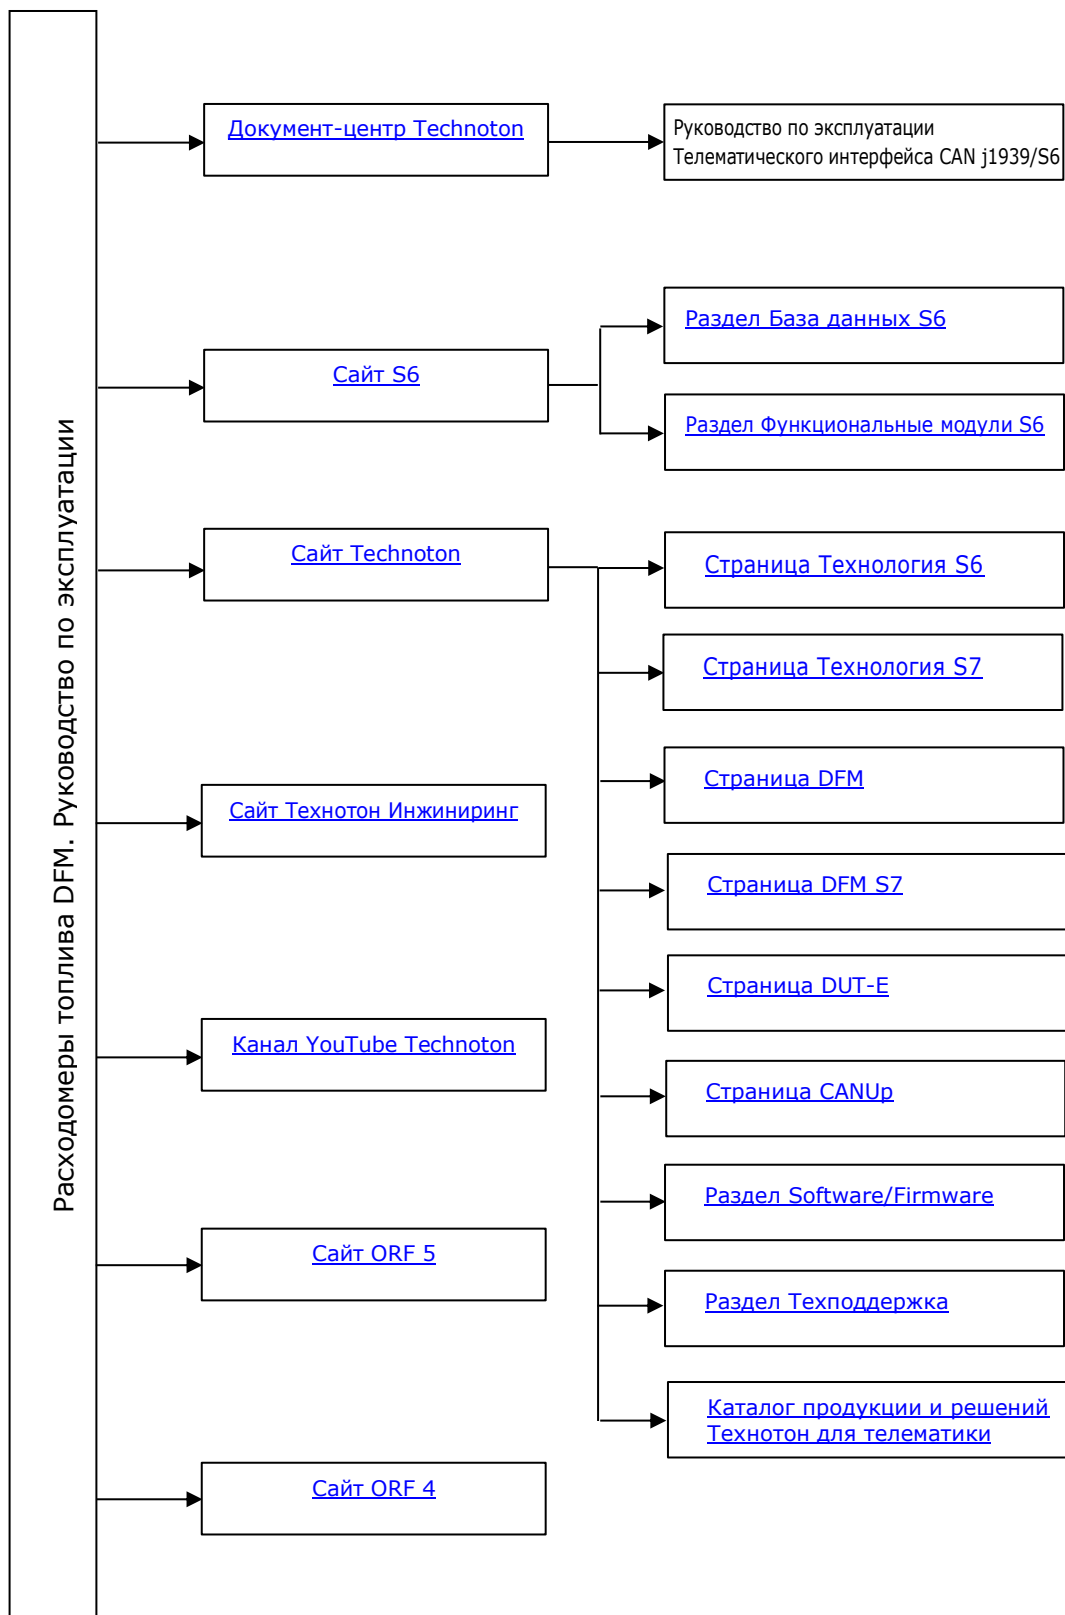 Расходомеры топлива DFM. Руководство по эксплуатации
Документ-центр Technoton
Руководство по эксплуатации
Телематического интерфейса CAN j1939/S6
Сайт S6
Раздел База данных S6
Раздел Функциональные модули S6
Сайт Technoton
Страница Технология S6
Страница Технология S7
Страница DFM
Страница DFM S7
Страница DUT-E
Страница CANUp
Раздел Software/Firmware
Раздел Техподдержка
Каталог продукции и решений
Технотон для телематики
Сайт Технотон Инжиниринг
Канал YouTube Technoton
Сайт ORF 5
Сайт ORF 4